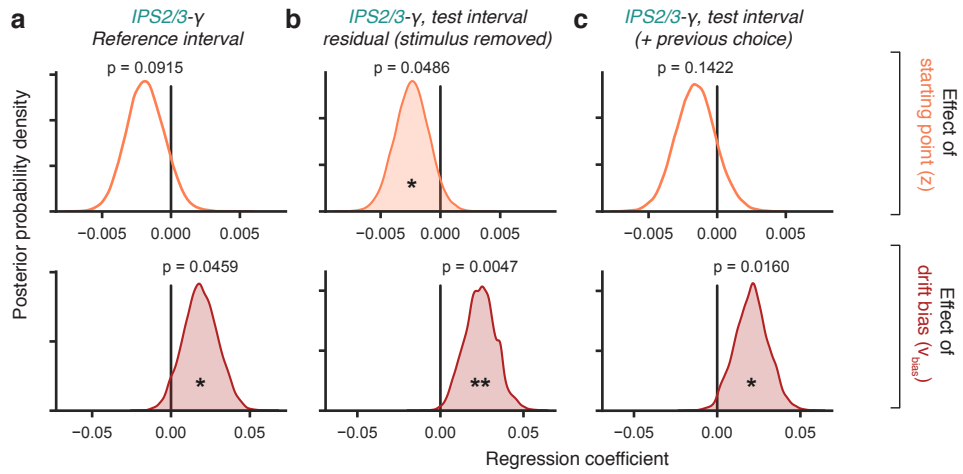 a
IPS2/3-γ
Reference interval
b
IPS2/3-γ, test interval
residual (stimulus removed)
c
IPS2/3-γ, test interval
(+ previous choice)
p = 0.0915
p = 0.0486
p = 0.1422
*
−0.005
0.000
0.005
−0.005
0.000
0.005
−0.005
0.000
0.005
Effect of
starting point (z)
Posterior probability density
p = 0.0459
p = 0.0047
p = 0.0160
*
**
*
−0.05
0.00
0.05
−0.05
0.00
0.05
−0.05
0.00
0.05
Effect of
drift bias (v_bias)
Regression coefficient